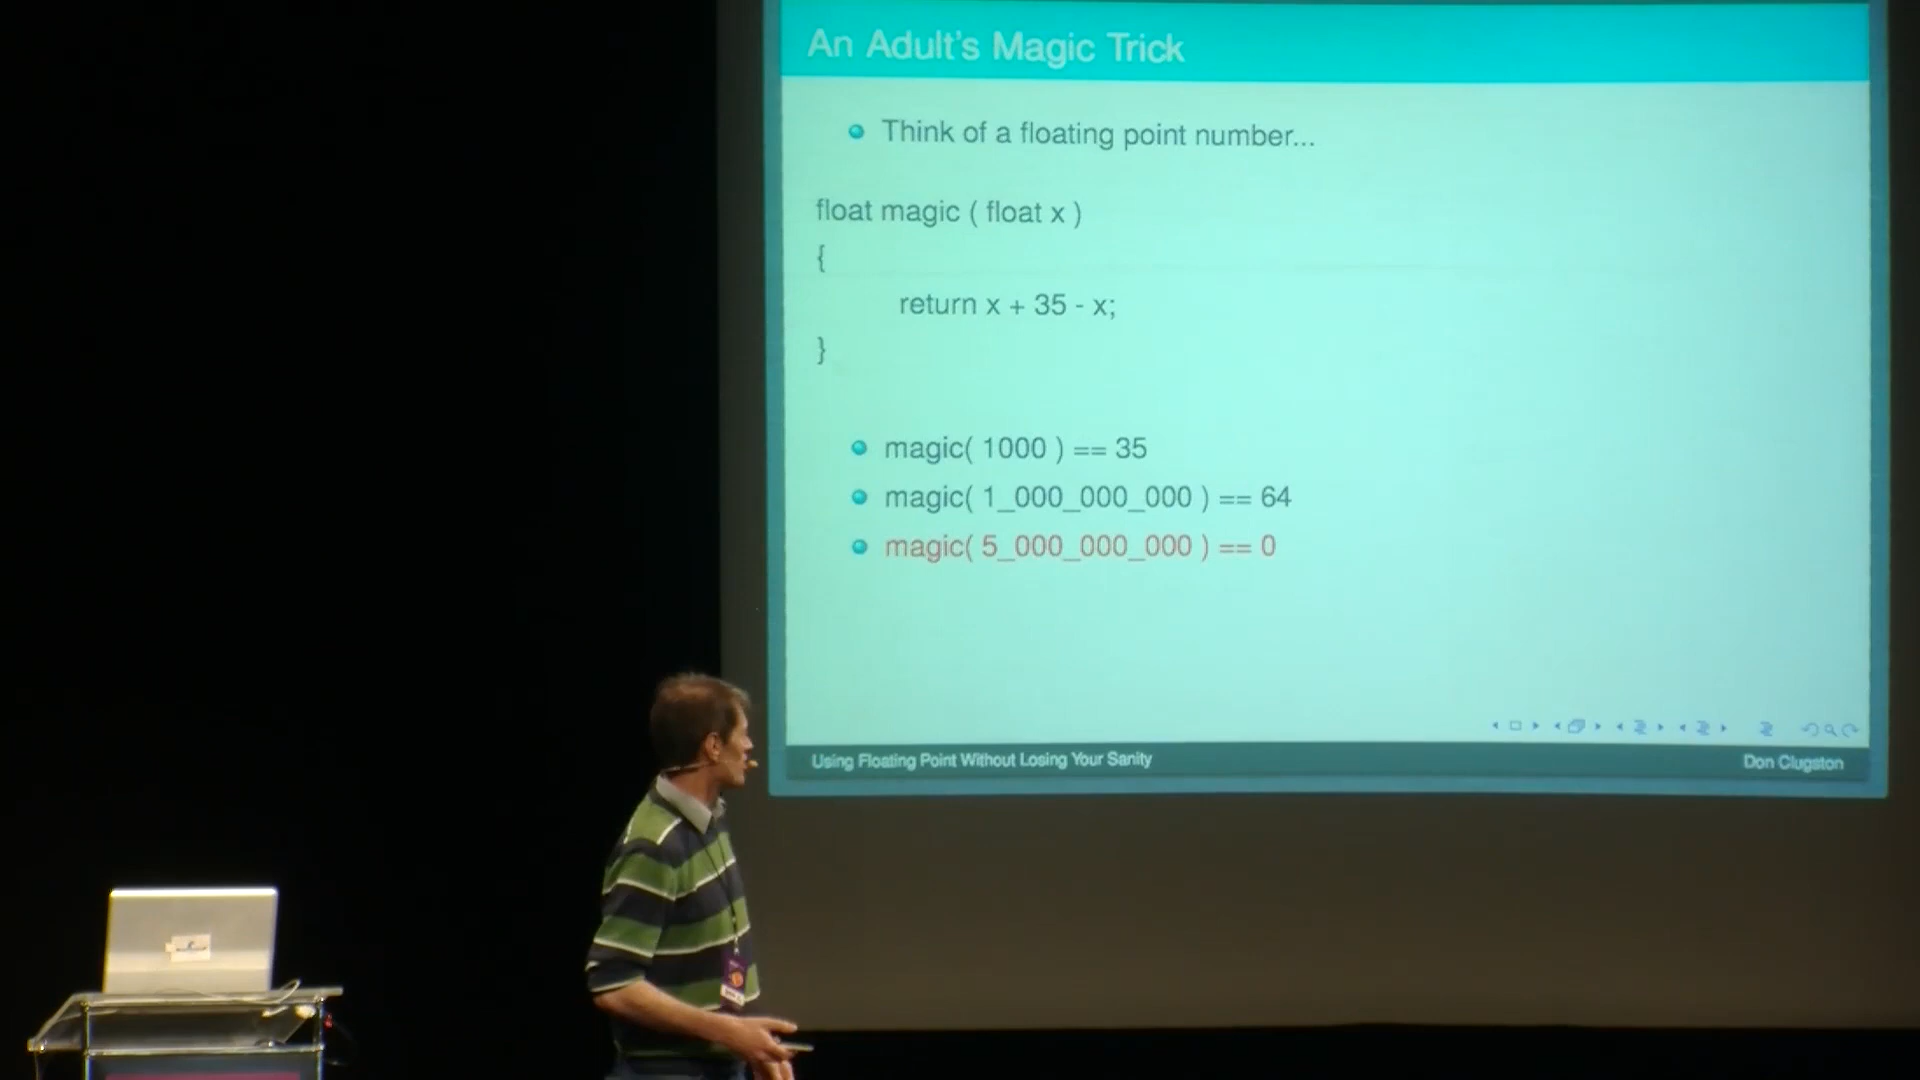 An Adult's Magic Trick
Think of a floating point number...
float magic ( float x )
{
return x + 35 - x;
}
magic( 1000 ) == 35
magic( 1_000_000_000 ) == 64
magic( 5_000_000_000 ) == 0
Using Floating Point Without Losing Your Sanity
Don Clugston